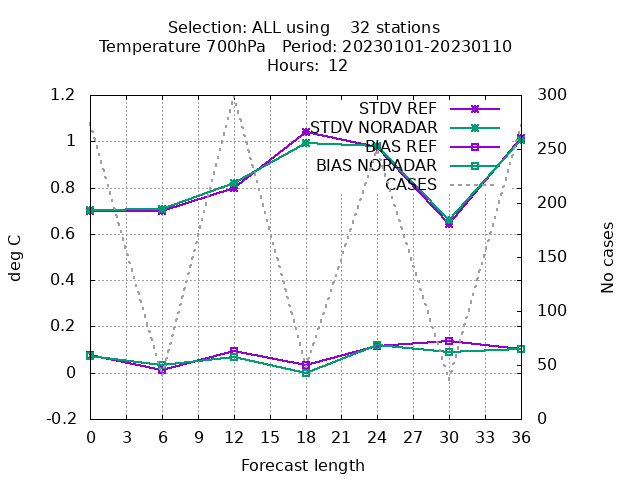 Selection: ALL using    32 stations
Temperature 700hPa   Period: 20230101-20230110
Hours: 12
1.2
1
0.8
0.6
0.4
0.2
0
-0.2
deg C
STDV REF
STDV NORADAR
BIAS REF
BIAS NORADAR
CASES
300
250
200
150
100
50
0
No cases
0 3 6 9 12 15 18 21 24 27 30 33 36
Forecast length